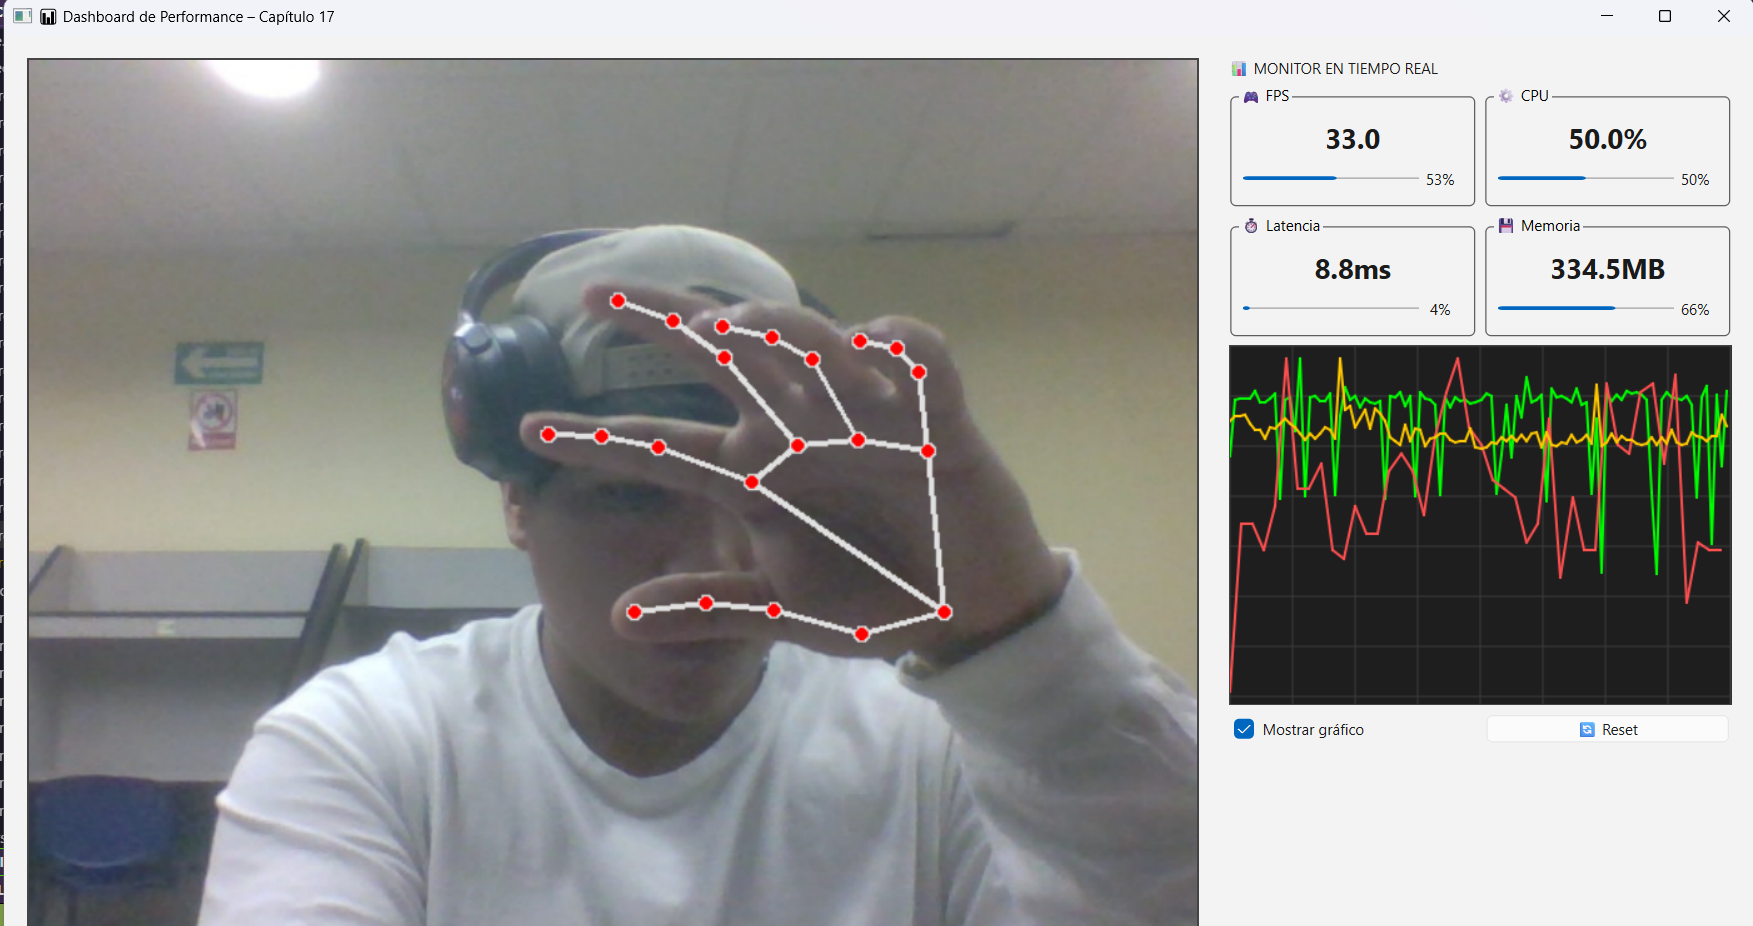 Dashboard de Performance – Capítulo 17
MONITOR EN TIEMPO REAL
FPS
33.0
53%
CPU
50.0%
50%
Latencia
8.8ms
4%
Memoria
334.5MB
66%
Mostrar gráfico
Reset